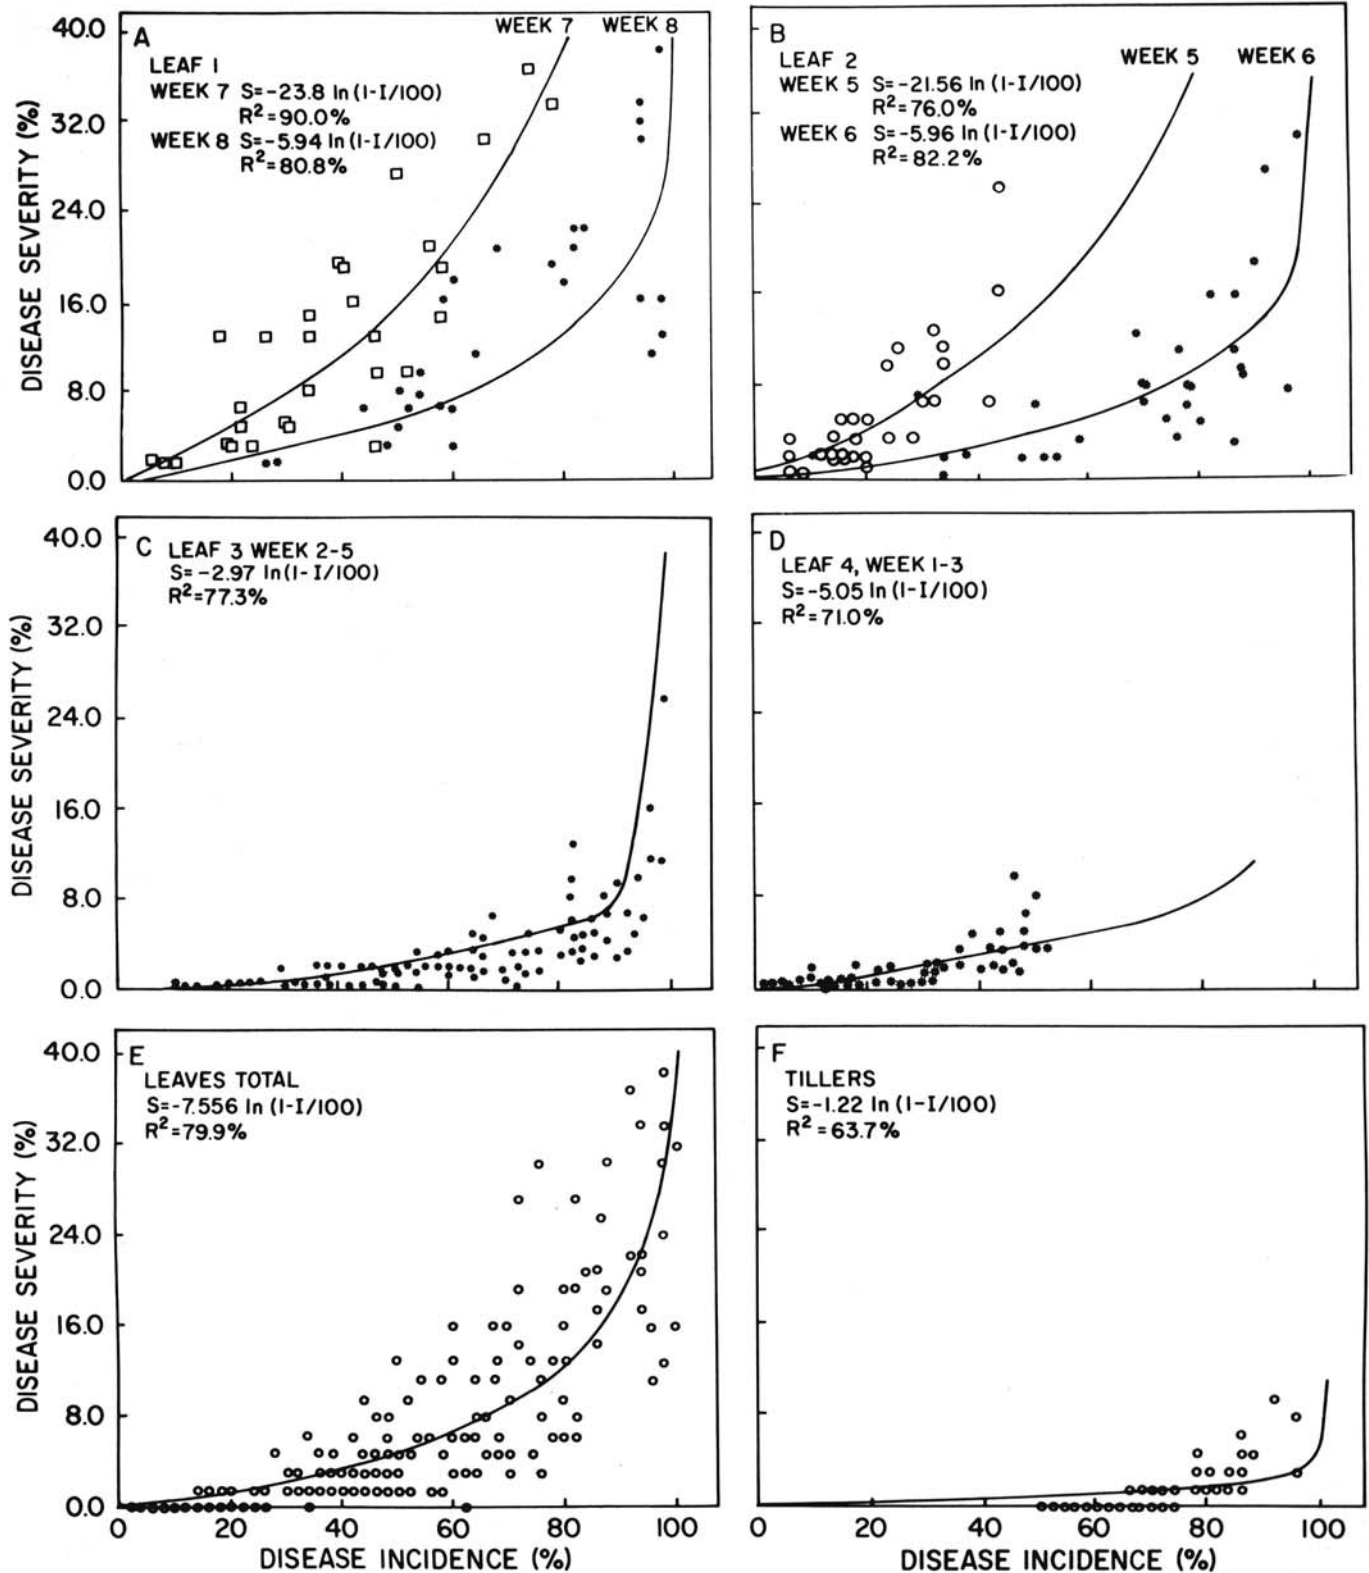 A
LEAF 1
WEEK 7 S=-23.8 ln (1-I/100)
R²=90.0%
WEEK 8 S=-5.94 ln (1-I/100)
R²=80.8%
WEEK 7
WEEK 8
40.0
32.0
24.0
16.0
8.0
0.0
DISEASE SEVERITY (%)
B
LEAF 2
WEEK 5 S=-21.56 ln (1-I/100)
R²=76.0%
WEEK 6 S=-5.96 ln (1-I/100)
R²=82.2%
WEEK 5
WEEK 6
C
LEAF 3 WEEK 2-5
S=-2.97 ln (1-I/100)
R²=77.3%
40.0
32.0
24.0
16.0
8.0
0.0
DISEASE SEVERITY (%)
D
LEAF 4, WEEK 1-3
S=-5.05 ln (1-I/100)
R²=71.0%
E
LEAVES TOTAL
S=-7.556 ln (1-I/100)
R²=79.9%
40.0
32.0
24.0
16.0
8.0
0.0
DISEASE SEVERITY (%)
0 20 40 60 80 100
DISEASE INCIDENCE (%)
F
TILLERS
S=-1.22 ln (1-I/100)
R²=63.7%
0 20 40 60 80 100
DISEASE INCIDENCE (%)